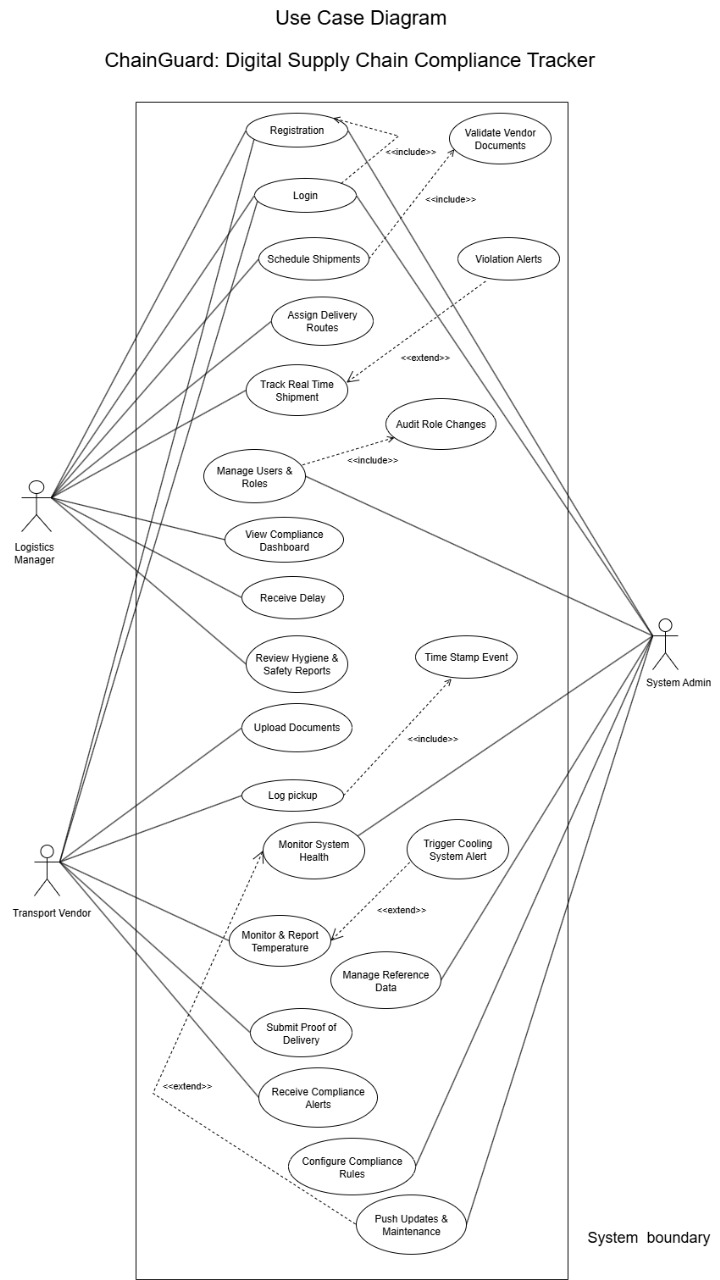 Use Case Diagram
ChainGuard: Digital Supply Chain Compliance Tracker
Registration
Validate Vendor
Documents
<<include>>
Login
<<include>>
Schedule Shipments
Violation Alerts
Assign Delivery
Routes
<<extend>>
Track Real Time
Shipment
Audit Role Changes
<<include>>
Manage Users &
Roles
Logistics
Manager
View Compliance
Dashboard
Receive Delay
Review Hygiene &
Safety Reports
Time Stamp Event
System Admin
Upload Documents
<<include>>
Log pickup
Monitor System
Health
Trigger Cooling
System Alert
Transport Vendor
<<extend>>
Monitor & Report
Temperature
Manage Reference
Data
Submit Proof of
Delivery
<<extend>>
Receive Compliance
Alerts
Configure Compliance
Rules
Push Updates &
Maintenance
System boundary